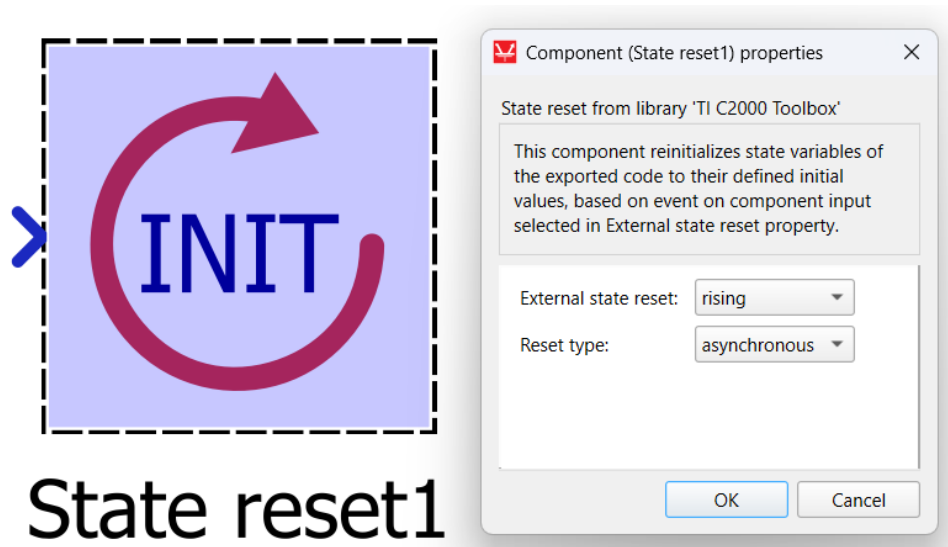 INIT
State reset1
Component (State reset1) properties
State reset from library 'TI C2000 Toolbox'
This component reinitializes state variables of
the exported code to their defined initial
values, based on event on component input
selected in External state reset property.
External state reset: rising
Reset type: asynchronous
OK Cancel